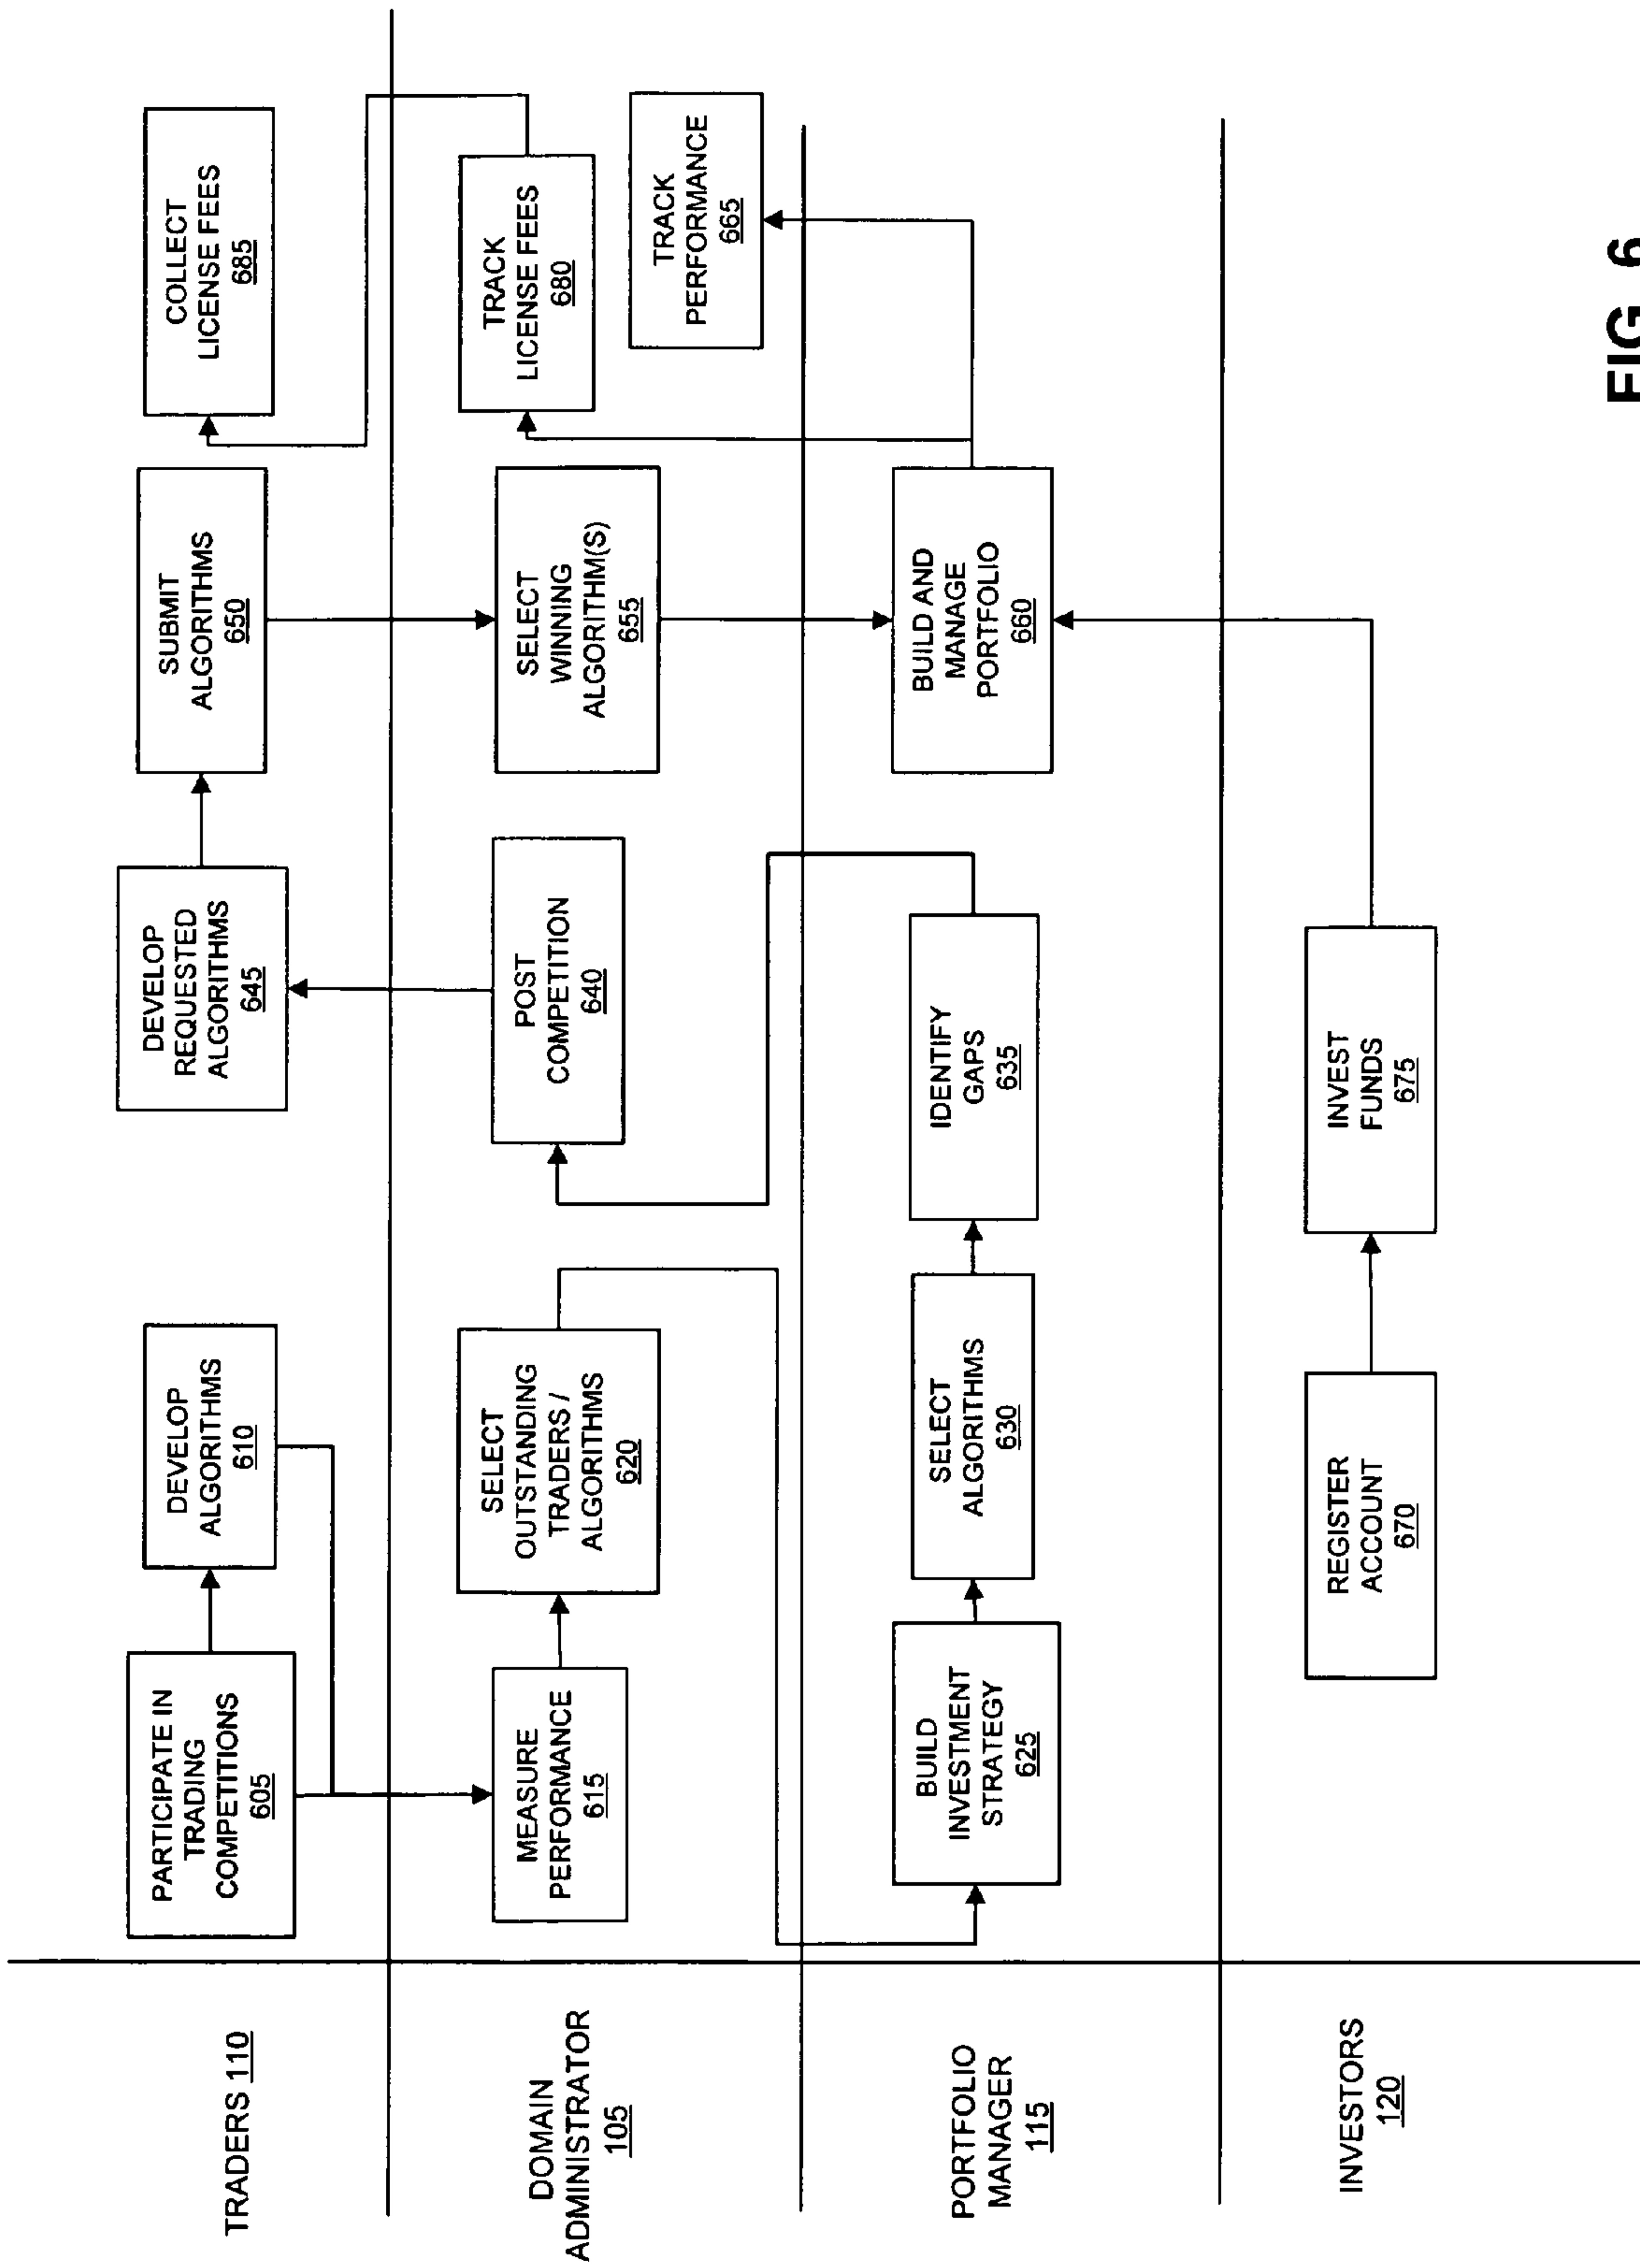 TRADERS 110
PARTICIPATE IN
TRADING
COMPETITIONS
605
DEVELOP
ALGORITHMS
610
DEVELOP
REQUESTED
ALGORITHMS
645
SUBMIT
ALGORITHMS
650
COLLECT
LICENSE FEES
685
DOMAIN
ADMINISTRATOR
105
MEASURE
PERFORMANCE
615
SELECT
OUTSTANDING
TRADERS /
ALGORITHMS
620
POST
COMPETITION
640
SELECT
WINNING
ALGORITHM(S)
655
TRACK
LICENSE FEES
680
TRACK
PERFORMANCE
665
PORTFOLIO
MANAGER
115
BUILD
INVESTMENT
STRATEGY
625
SELECT
ALGORITHMS
630
IDENTIFY
GAPS
635
BUILD AND
MANAGE
PORTFOLIO
660
INVESTORS
120
REGISTER
ACCOUNT
670
INVEST
FUNDS
675
FIG. 6